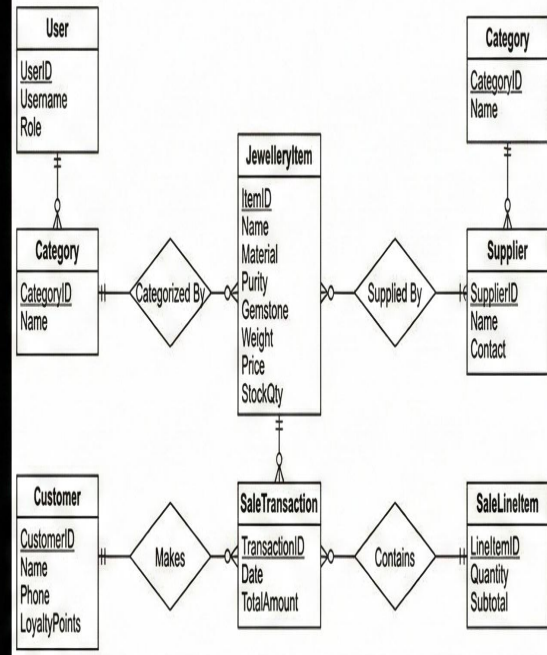 User
UserID
Username
Role
Category
CategoryID
Name
JewelleryItem
ItemID
Name
Material
Purity
Gemstone
Weight
Price
StockQty
Category
CategoryID
Name
Categorized By
Supplied By
Supplier
SupplierID
Name
Contact
Customer
CustomerID
Name
Phone
LoyaltyPoints
Makes
SaleTransaction
TransactionID
Date
TotalAmount
Contains
SaleLineItem
LineItemID
Quantity
Subtotal